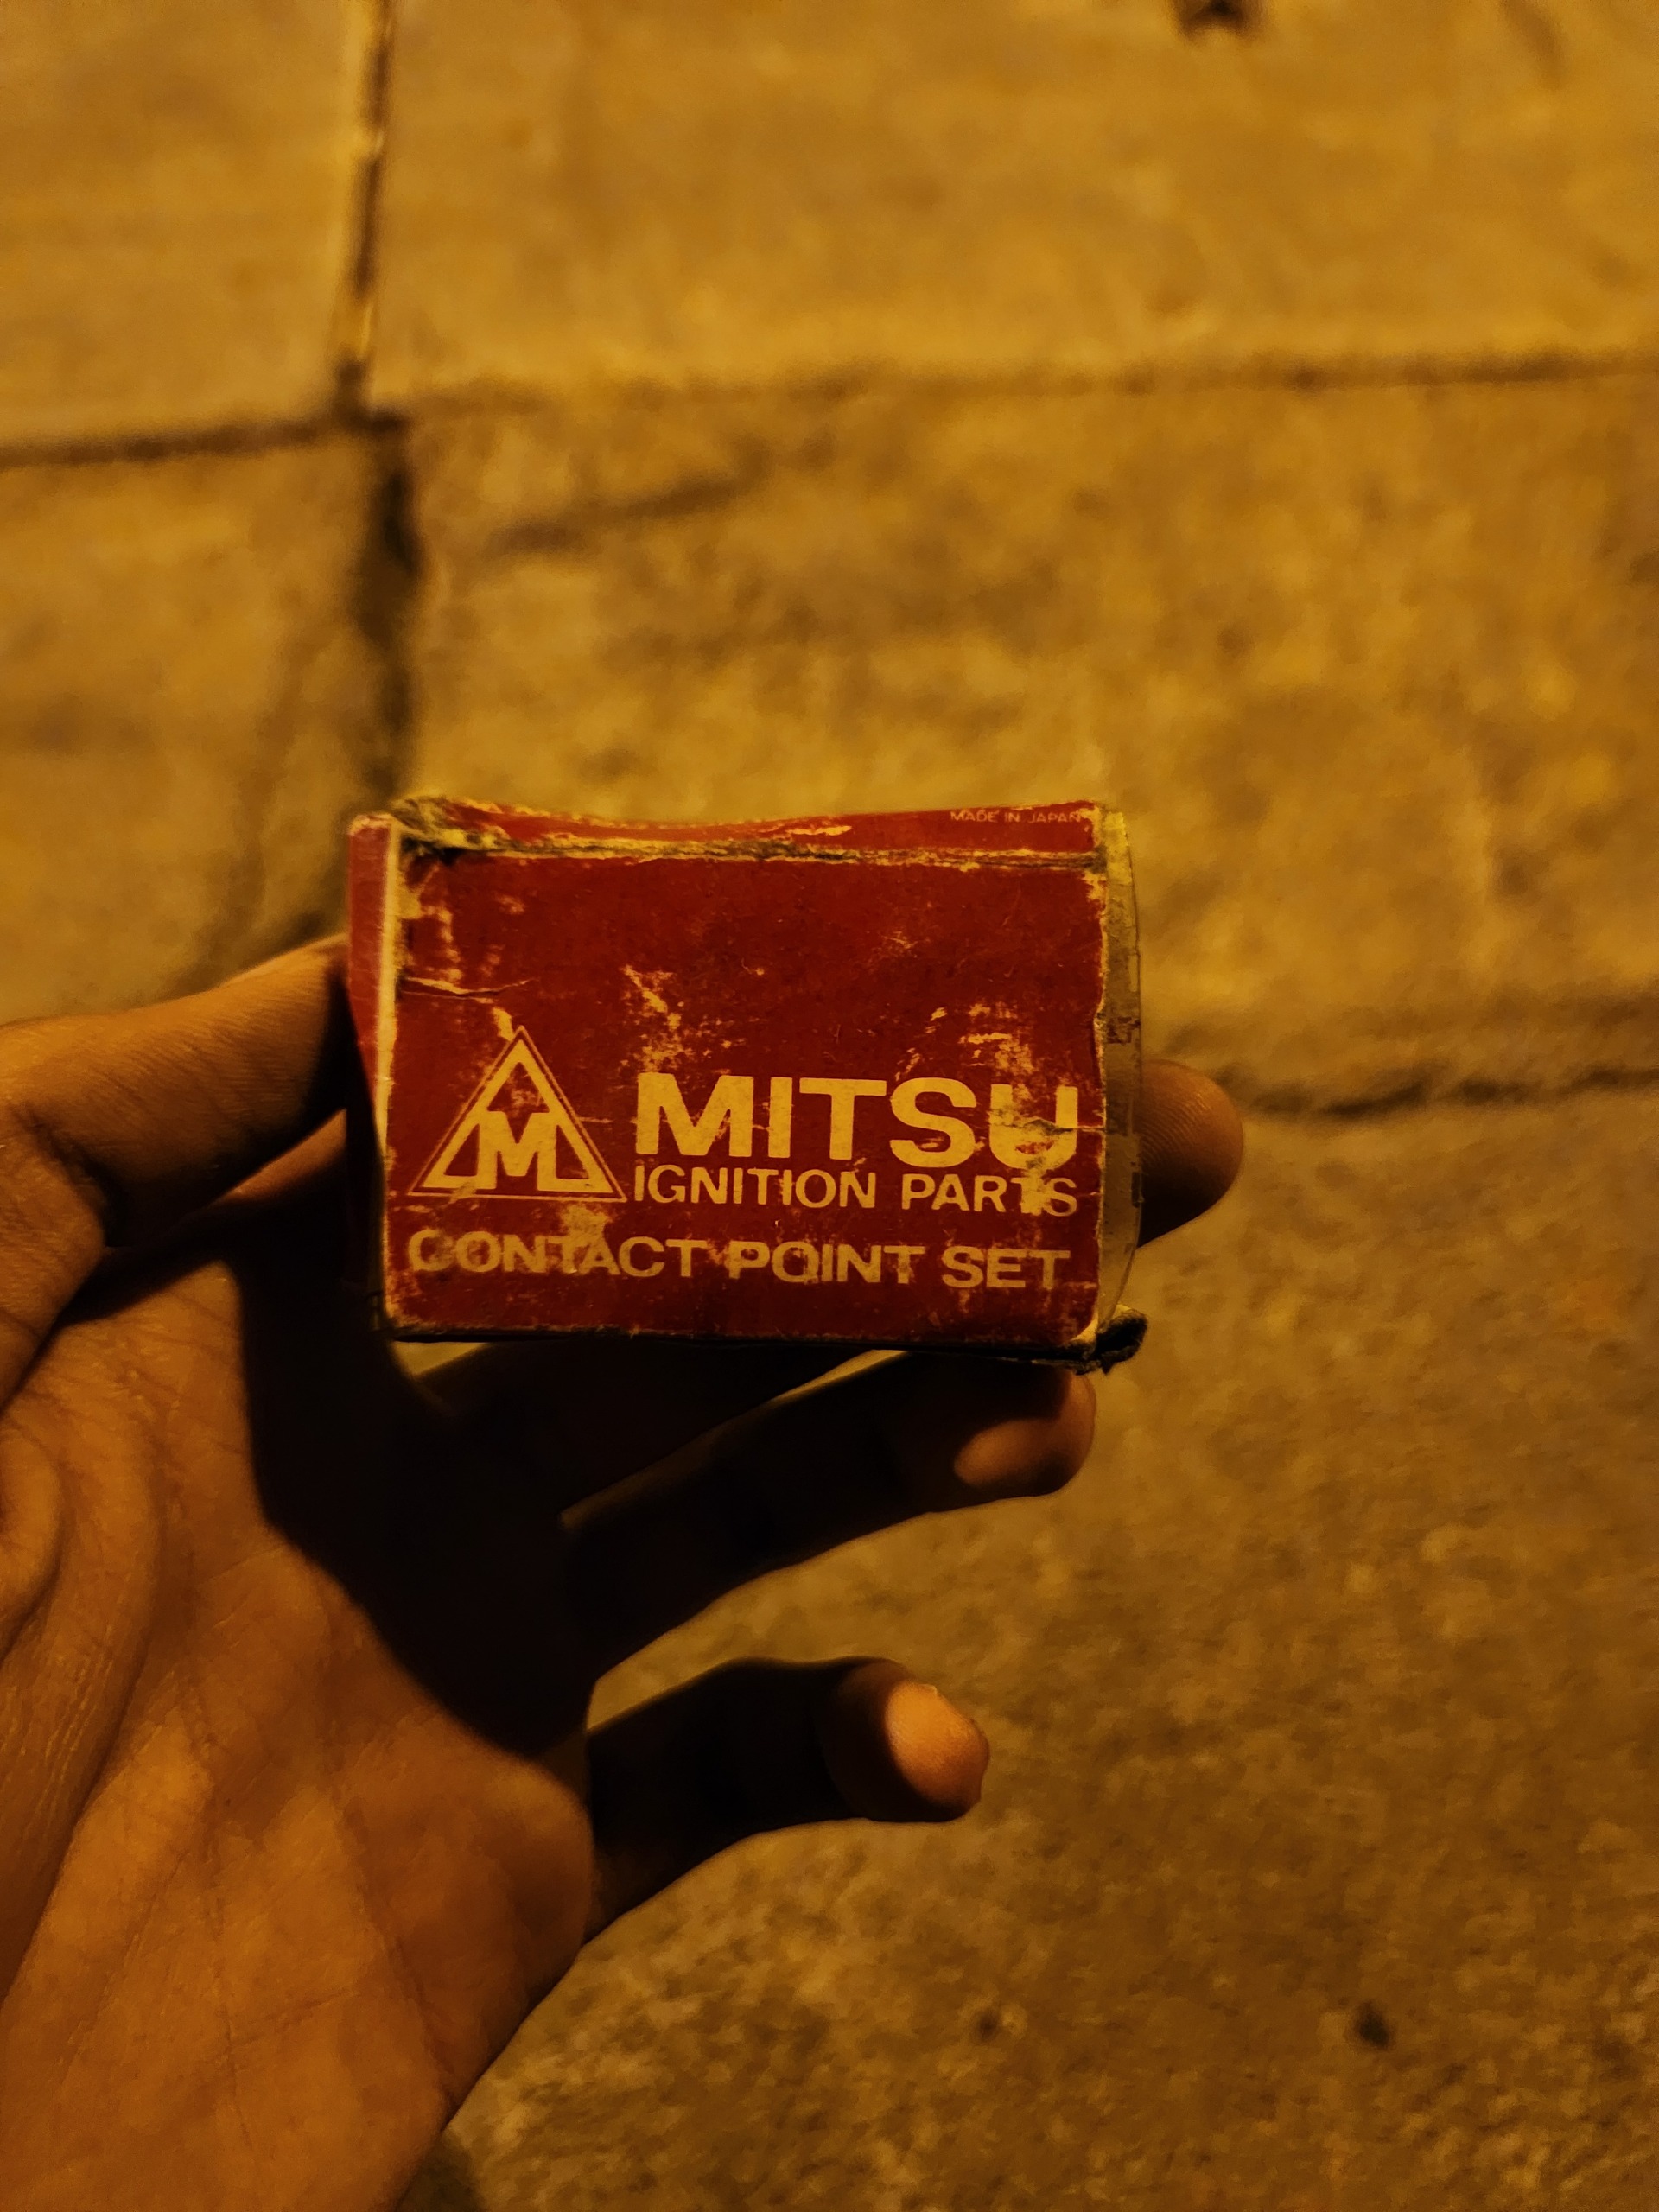 MADE IN JAPAN
M
MITSU
IGNITION PARTS
CONTACT POINT SET